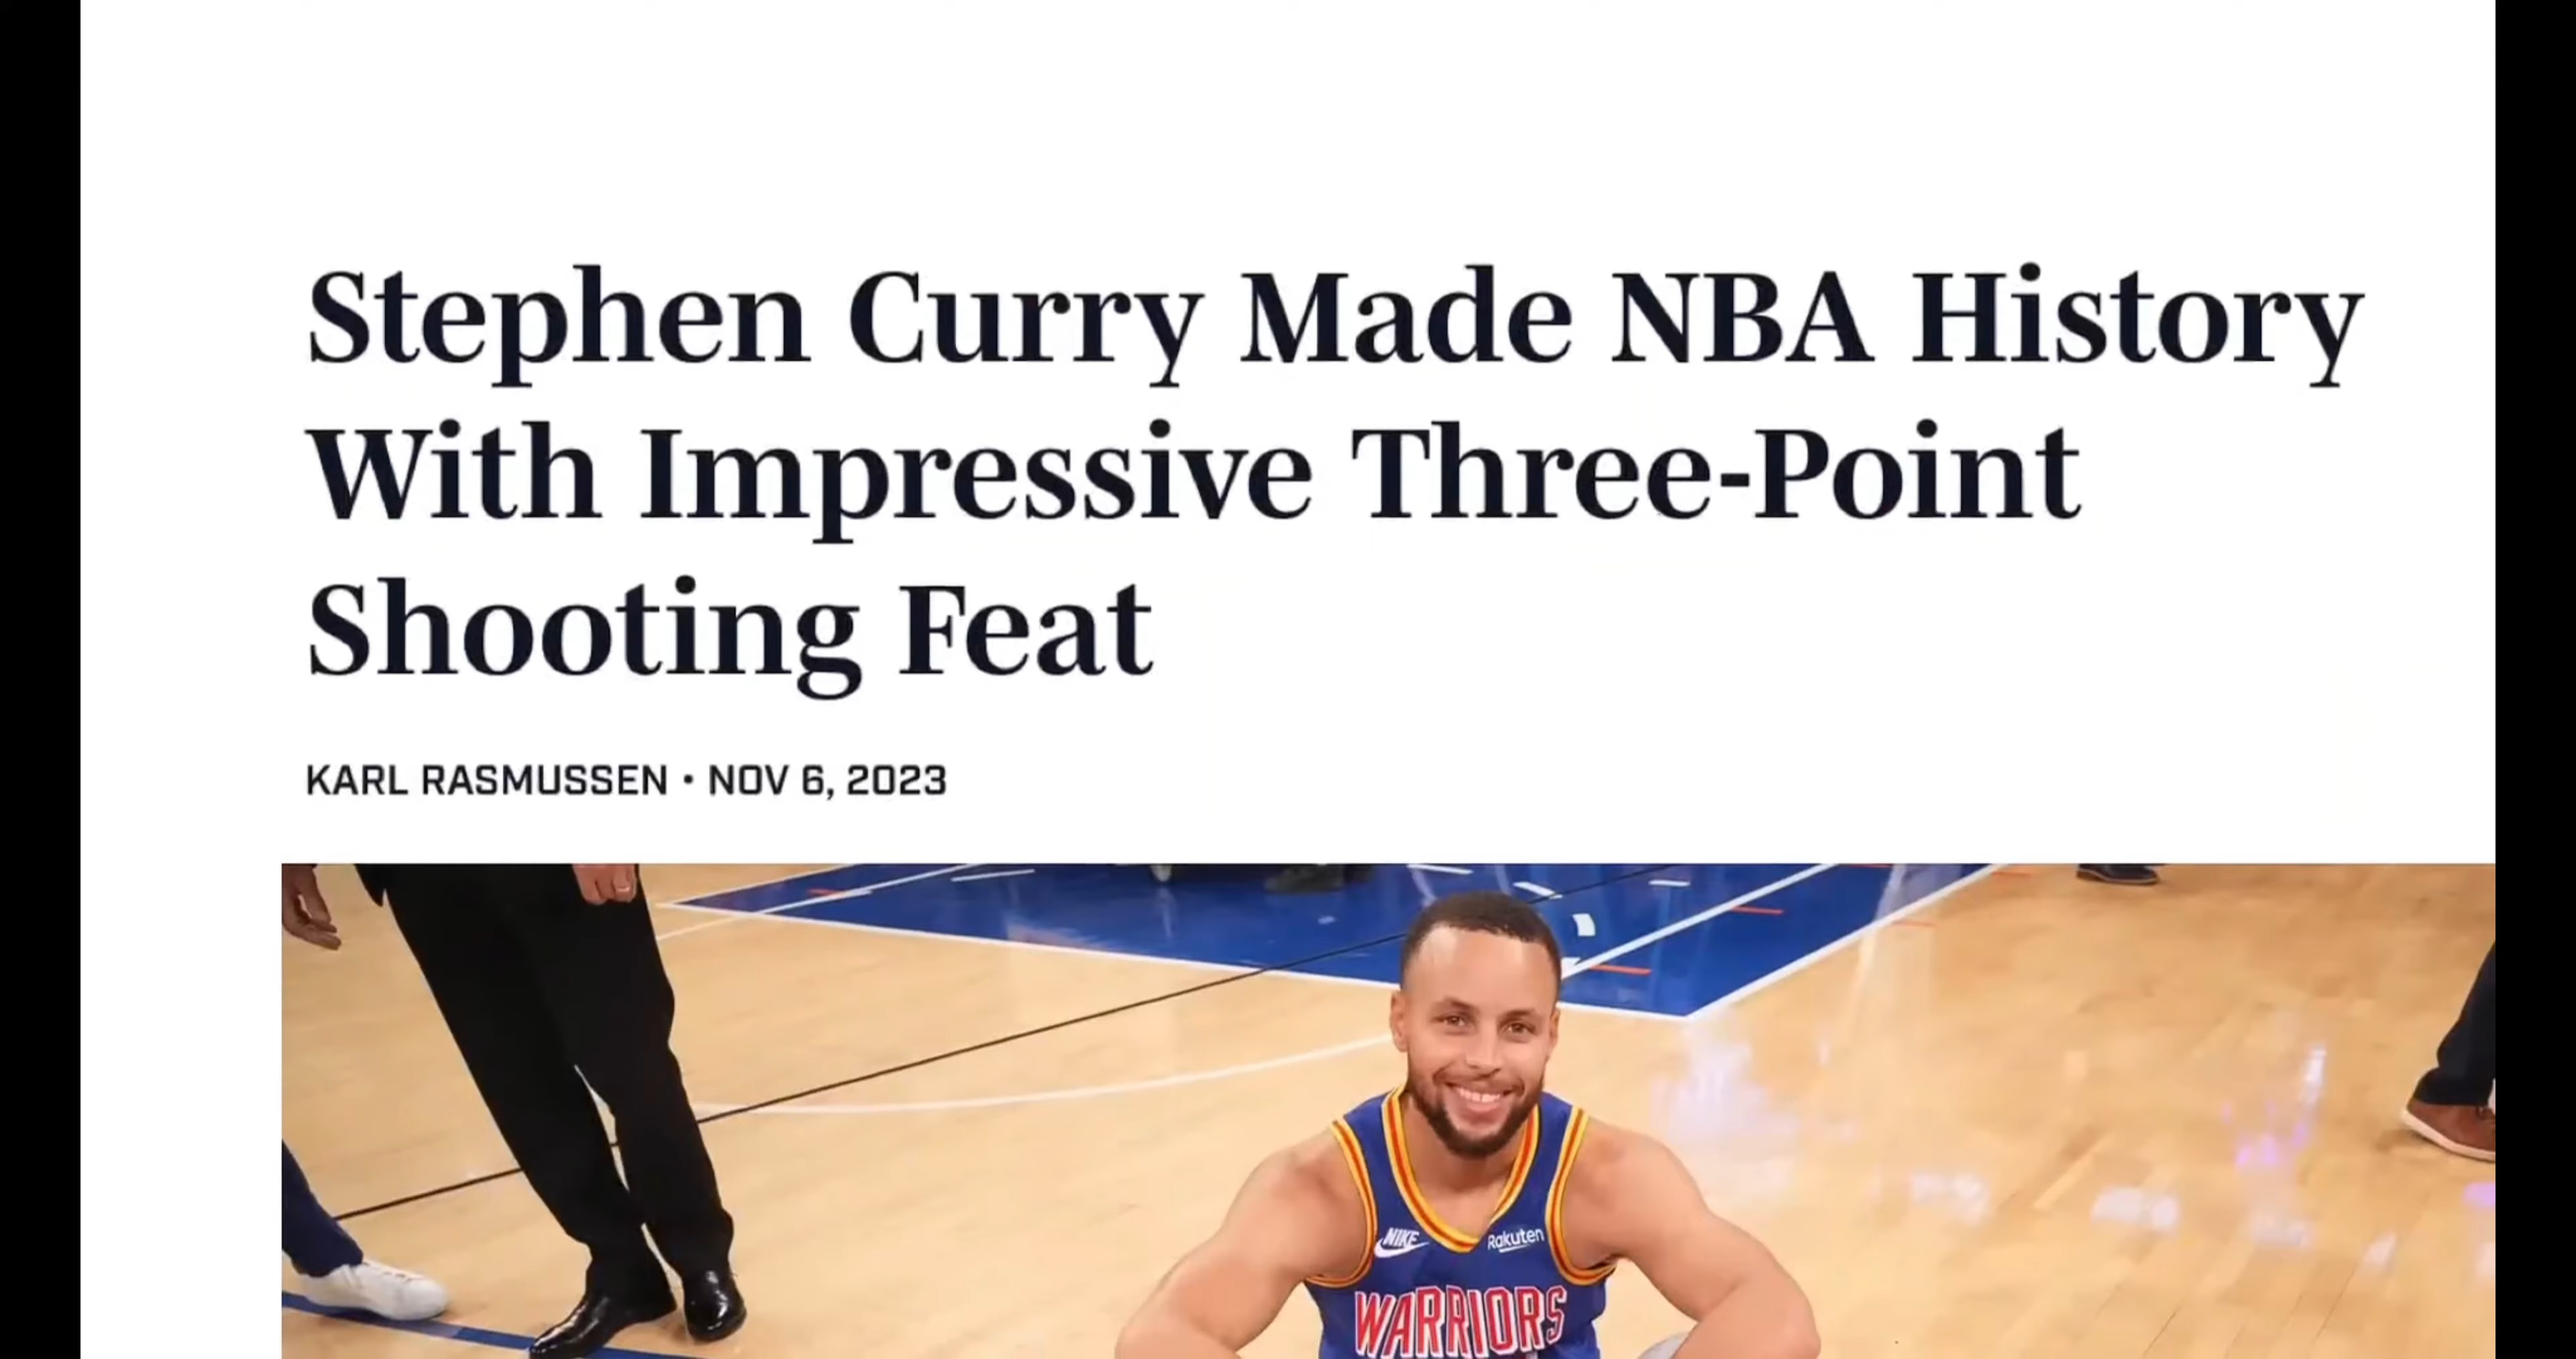 Stephen Curry Made NBA History
With Impressive Three-Point
Shooting Feat
KARL RASMUSSEN • NOV 6, 2023
NIKE
Rakuten
WARRIORS